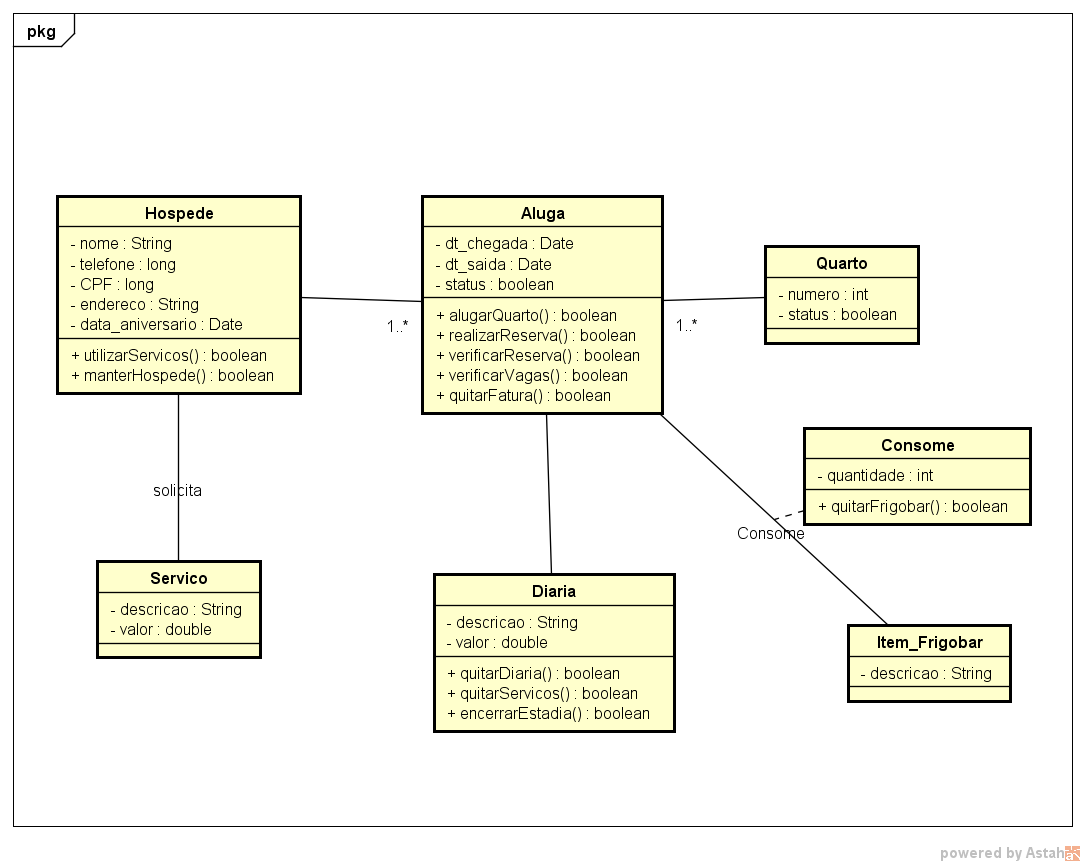 pkg
Hospede
- nome : String
- telefone : long
- CPF : long
- endereco : String
- data_aniversario : Date
+ utilizarServicos() : boolean
+ manterHospede() : boolean
Aluga
- dt_chegada : Date
- dt_saida : Date
- status : boolean
+ alugarQuarto() : boolean
+ realizarReserva() : boolean
+ verificarReserva() : boolean
+ verificarVagas() : boolean
+ quitarFatura() : boolean
Quarto
- numero : int
- status : boolean
1..*
1..*
Consome
- quantidade : int
+ quitarFrigobar() : boolean
solicita
Consome
Servico
- descricao : String
- valor : double
Diaria
- descricao : String
- valor : double
+ quitarDiaria() : boolean
+ quitarServicos() : boolean
+ encerrarEstadia() : boolean
Item_Frigobar
- descricao : String
powered by Astah